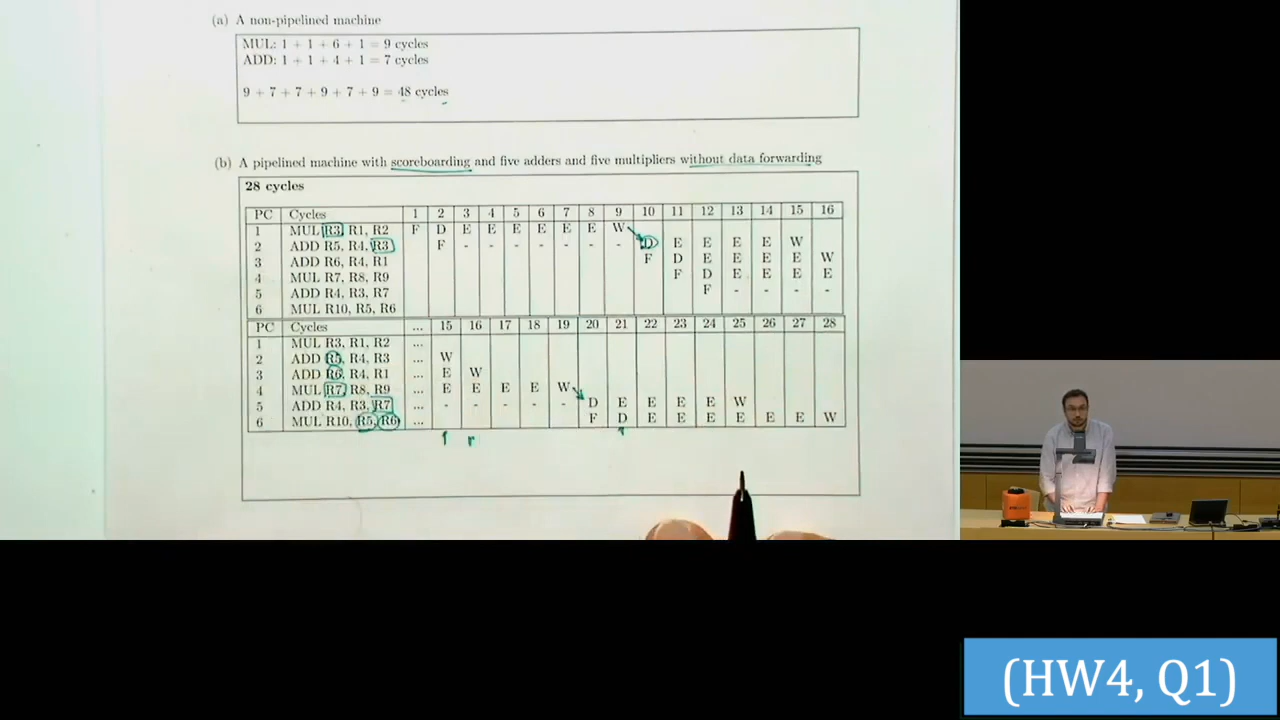 (a) A non-pipelined machine
MUL: 1 + 1 + 6 + 1 = 9 cycles
ADD: 1 + 1 + 4 + 1 = 7 cycles
9 + 7 + 7 + 9 + 7 + 9 = 48 cycles
(b) A pipelined machine with scoreboarding and five adders and five multipliers without data forwarding
28 cycles
PC Cycles 1 2 3 4 5 6 7 8 9 10 11 12 13 14 15 16
1 MUL R3, R1, R2 F D E E E E E E W
2 ADD R5, R4, R3 F - - - - - - - D E E E E W
3 ADD R6, R4, R1 F D E E E E W
4 MUL R7, R8, R9 F D E E E E
5 ADD R4, R3, R7 F - - - -
6 MUL R10, R5, R6
PC Cycles ... 15 16 17 18 19 20 21 22 23 24 25 26 27 28
1 MUL R3, R1, R2 ...
2 ADD R5, R4, R3 ... W
3 ADD R6, R4, R1 ... E W
4 MUL R7, R8, R9 ... E E E E W
5 ADD R4, R3, R7 ... - - - - - D E E E E W
6 MUL R10, R5, R6 ... F D E E E E E E W
(HW4, Q1)